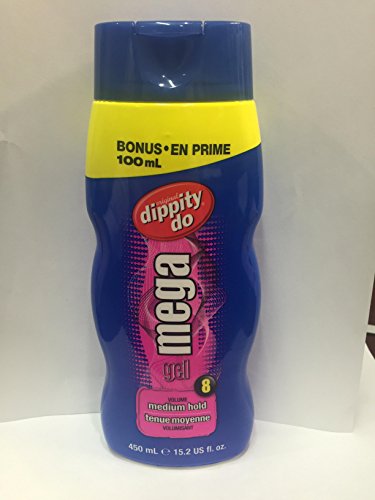 BONUS • EN PRIME
100 mL
original
dippity
do
mega
gel
8
VOLUME
medium hold
tenue moyenne
VOLUMISANT
450 mL ℮ 15.2 US fl. oz.